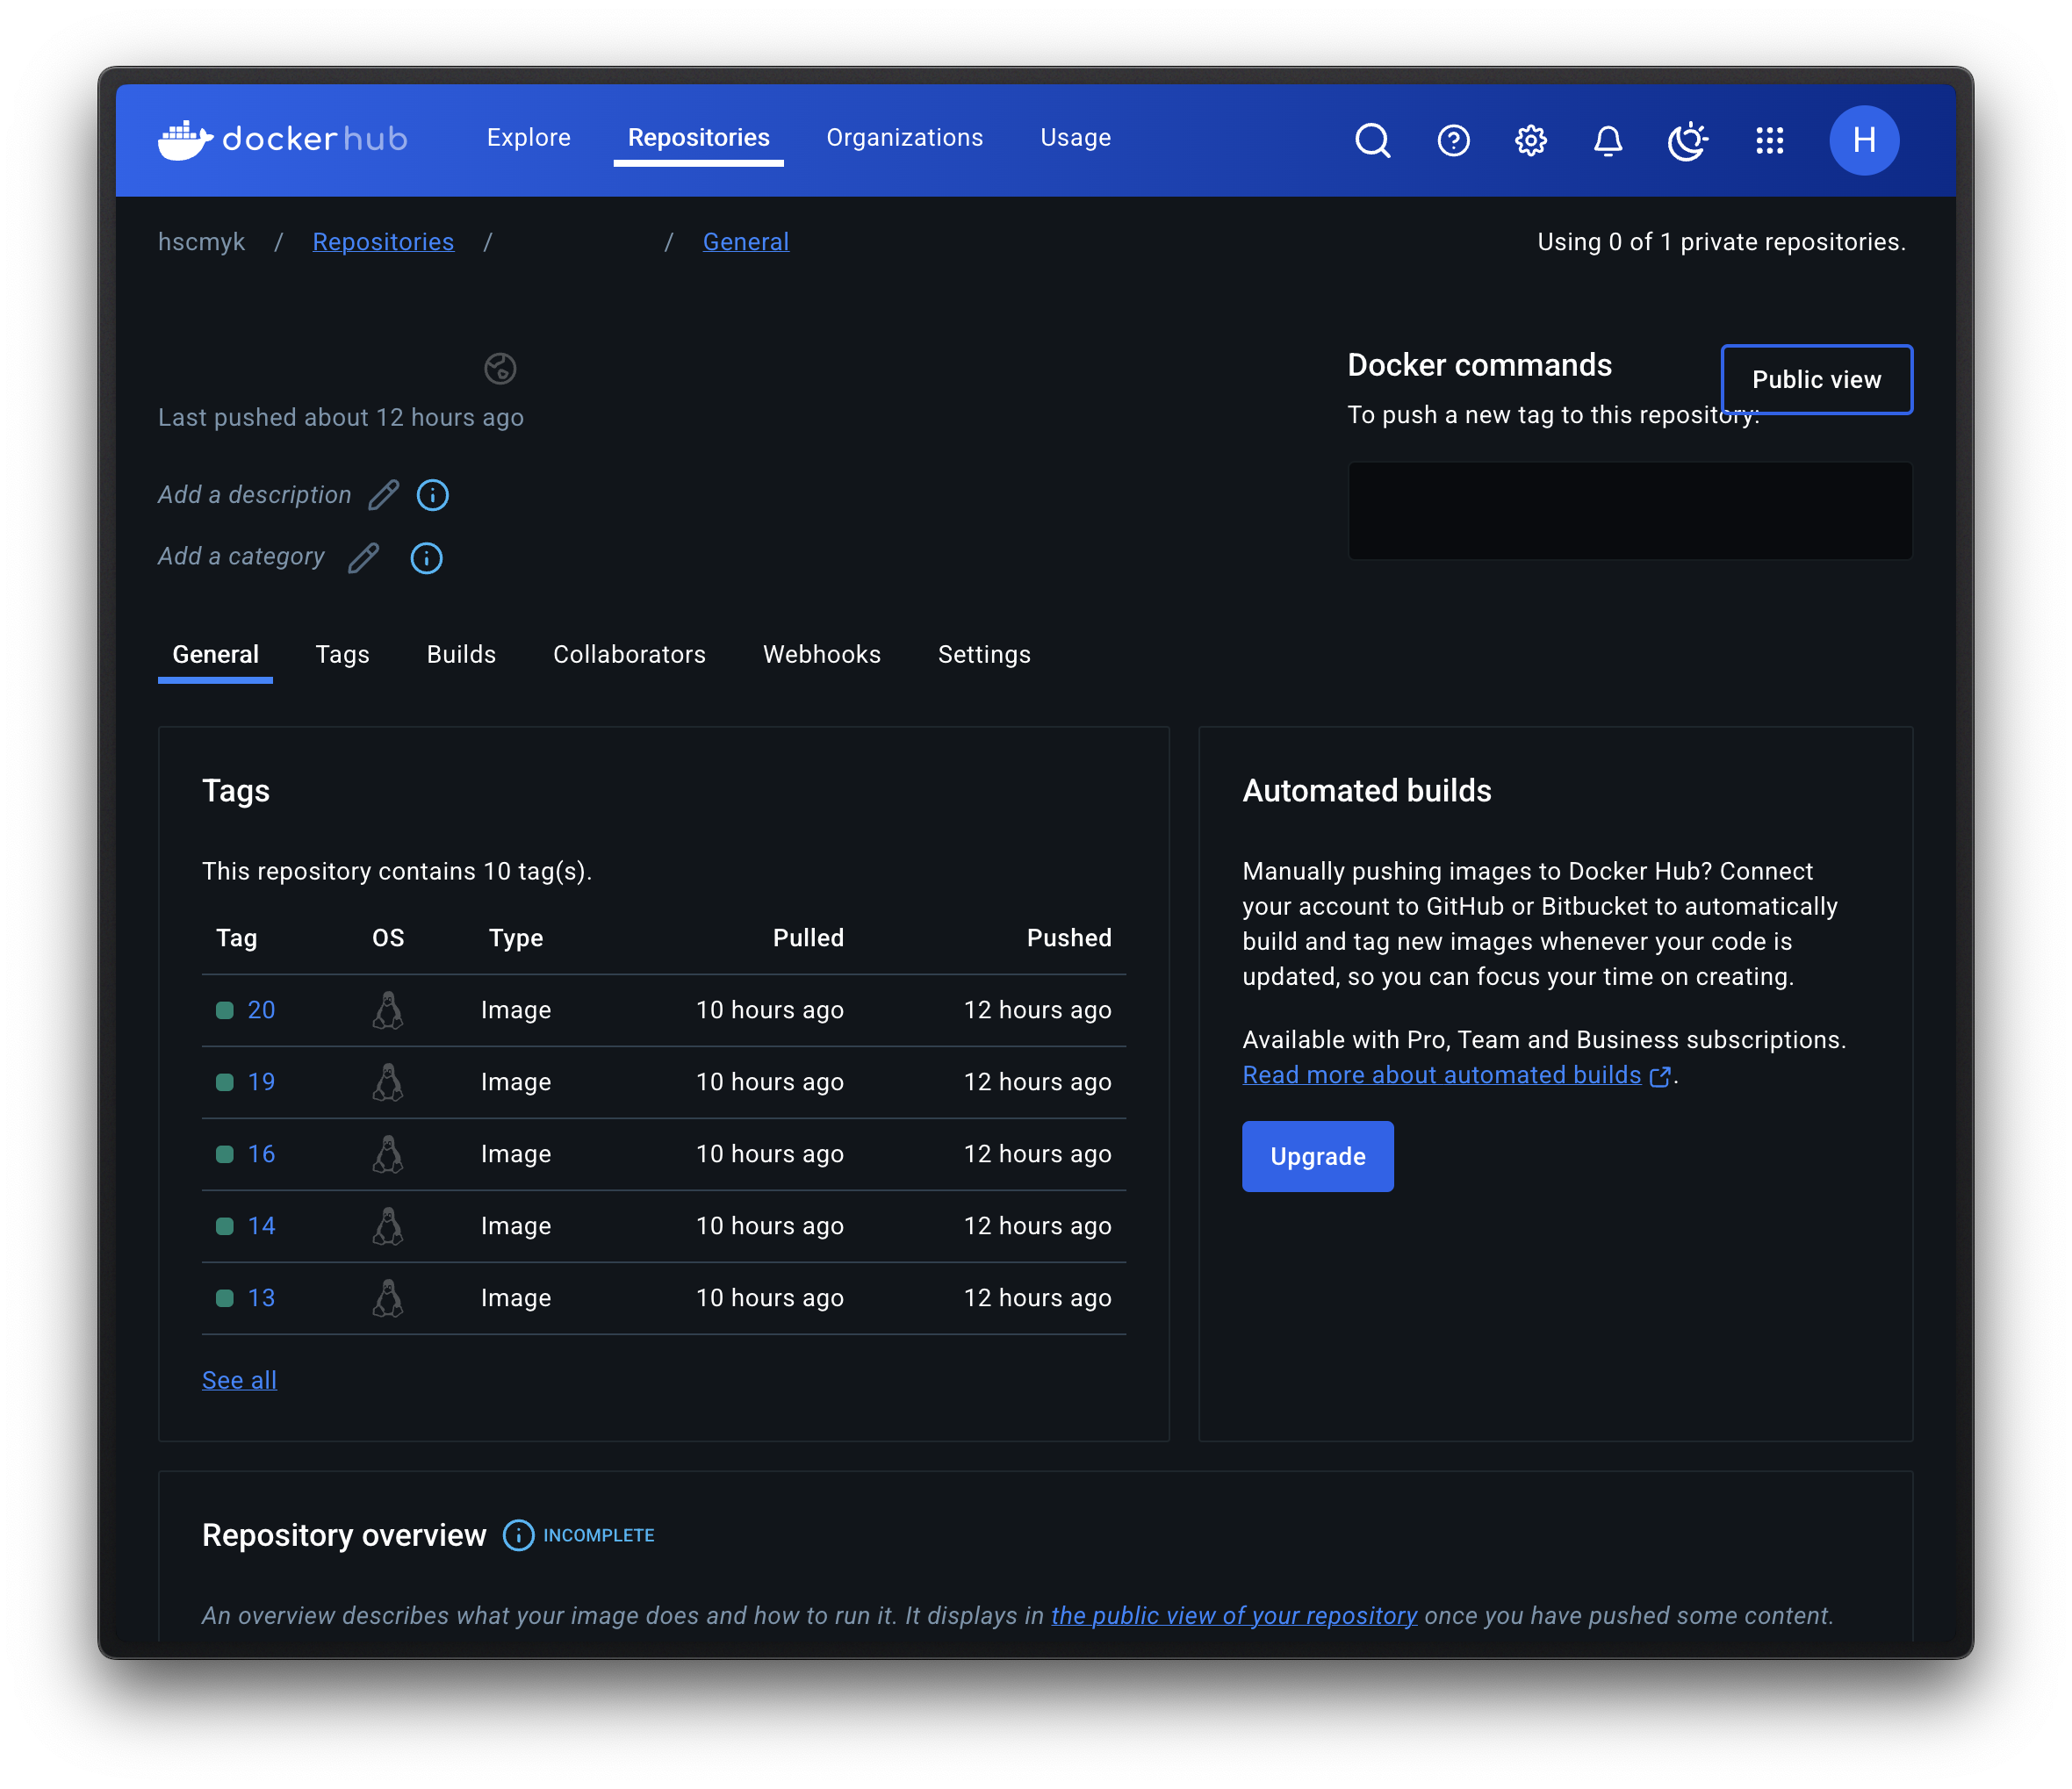 dockerhub Explore Repositories Organizations Usage H
hscmyk / Repositories / / General Using 0 of 1 private repositories.
Docker commands Public view
Last pushed about 12 hours ago To push a new tag to this repository:
Add a description
Add a category
General Tags Builds Collaborators Webhooks Settings
Tags
This repository contains 10 tag(s).
Tag OS Type Pulled Pushed
20 Image 10 hours ago 12 hours ago
19 Image 10 hours ago 12 hours ago
16 Image 10 hours ago 12 hours ago
14 Image 10 hours ago 12 hours ago
13 Image 10 hours ago 12 hours ago
See all
Automated builds
Manually pushing images to Docker Hub? Connect
your account to GitHub or Bitbucket to automatically
build and tag new images whenever your code is
updated, so you can focus your time on creating.
Available with Pro, Team and Business subscriptions.
Read more about automated builds.
Upgrade
Repository overview INCOMPLETE
An overview describes what your image does and how to run it. It displays in the public view of your repository once you have pushed some content.